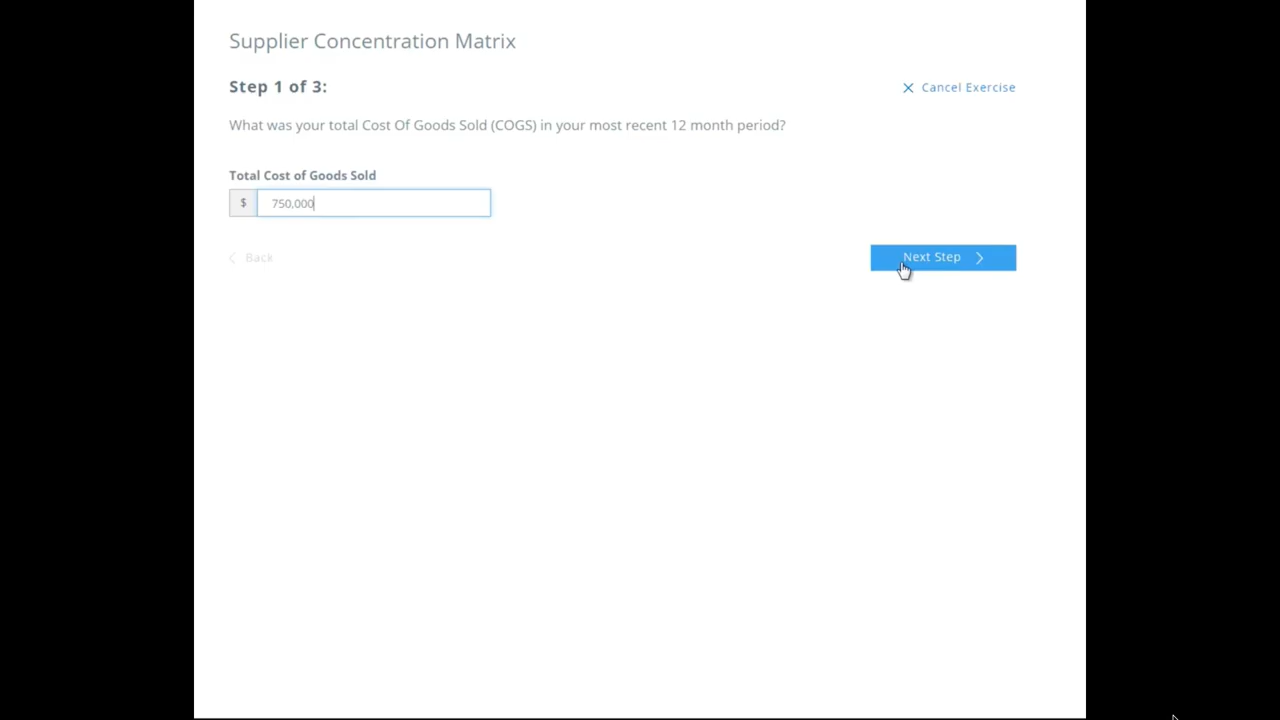 Supplier Concentration Matrix
Step 1 of 3:
Cancel Exercise
What was your total Cost Of Goods Sold (COGS) in your most recent 12 month period?
Total Cost of Goods Sold
$ 750,000
Back
Next Step